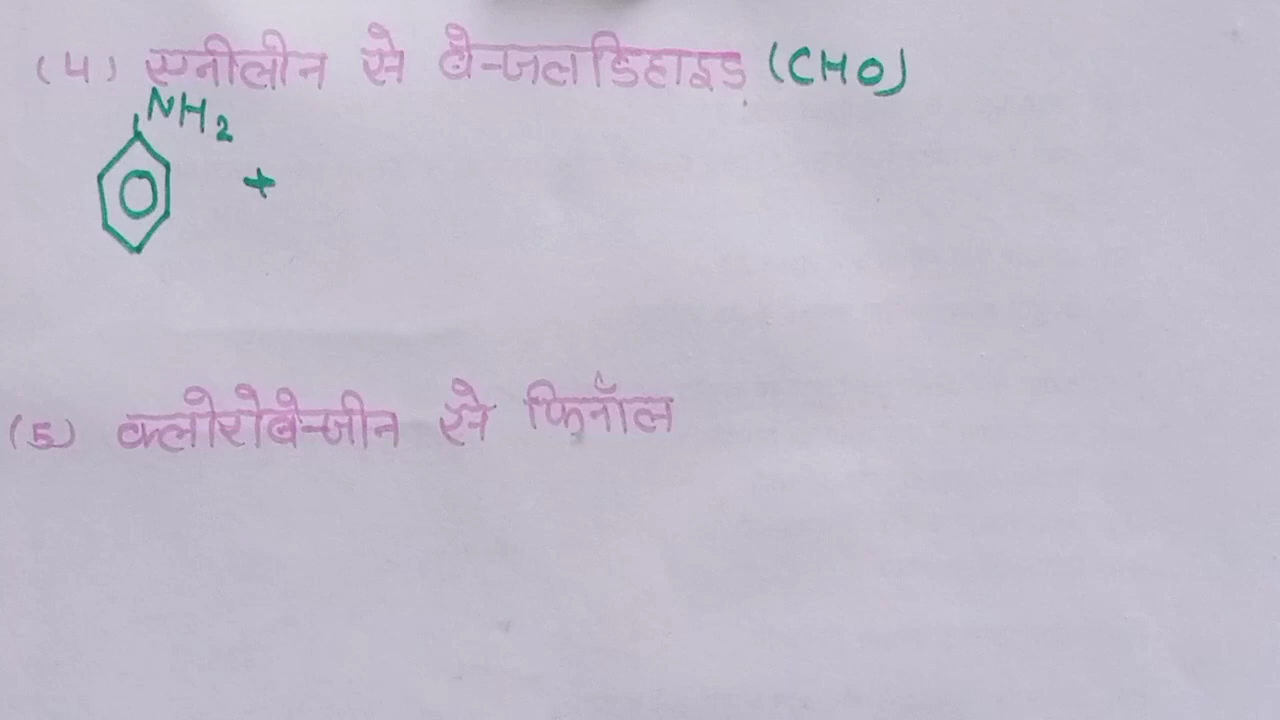 (4) एनीलीन से बेन्जलडिहाइड (CHO)
NH2
+
(5) क्लोरोबेन्जीन से फिनॉल